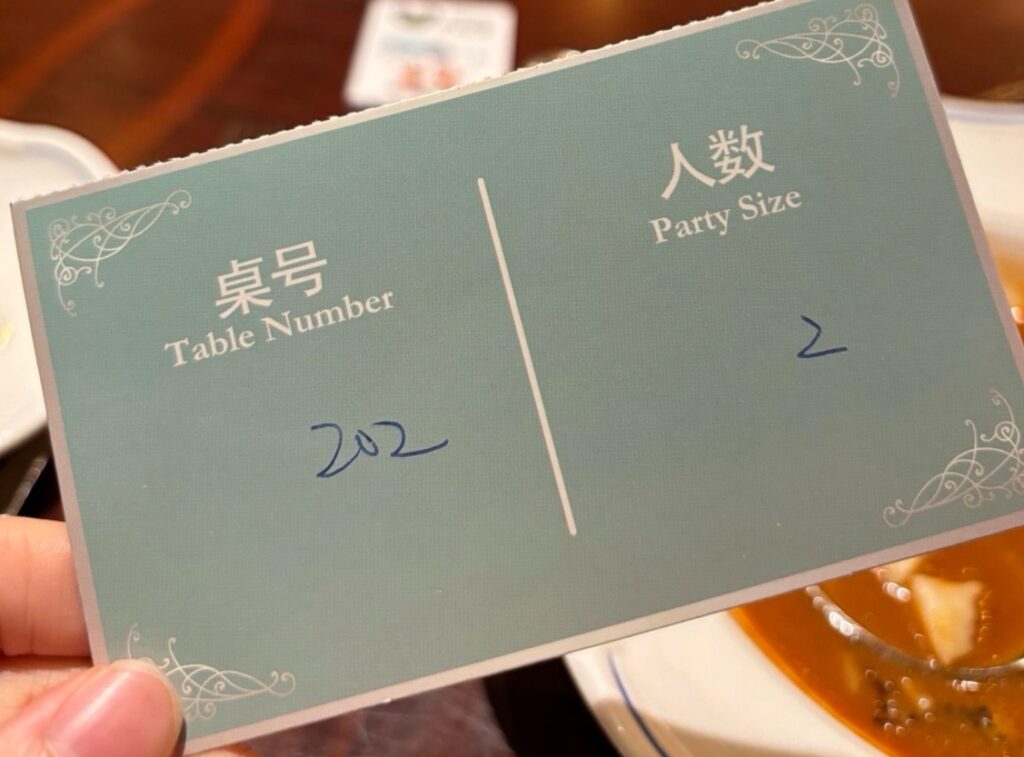 桌号
Table Number
202
人数
Party Size
2